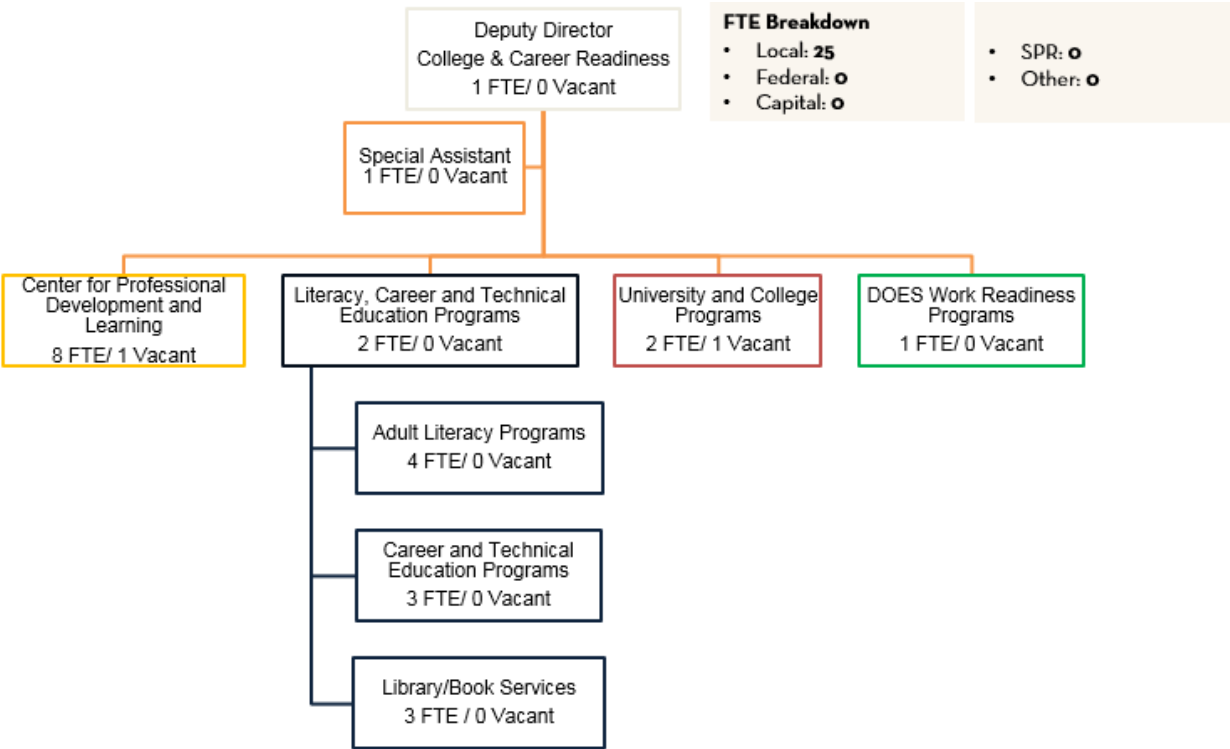 Deputy Director
College & Career Readiness
1 FTE/ 0 Vacant
FTE Breakdown
• Local: 25
• Federal: 0
• Capital: 0
• SPR: 0
• Other: 0
Special Assistant
1 FTE/ 0 Vacant
Center for Professional
Development and
Learning
8 FTE/ 1 Vacant
Literacy, Career and Technical
Education Programs
2 FTE/ 0 Vacant
University and College
Programs
2 FTE/ 1 Vacant
DOES Work Readiness
Programs
1 FTE/ 0 Vacant
Adult Literacy Programs
4 FTE/ 0 Vacant
Career and Technical
Education Programs
3 FTE/ 0 Vacant
Library/Book Services
3 FTE / 0 Vacant